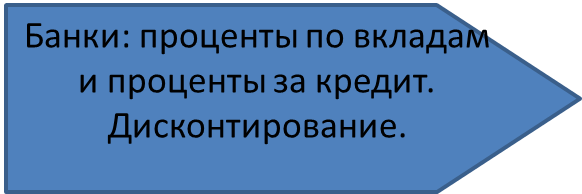 Банки: проценты по вкладам
и проценты за кредит.
Дисконтирование.